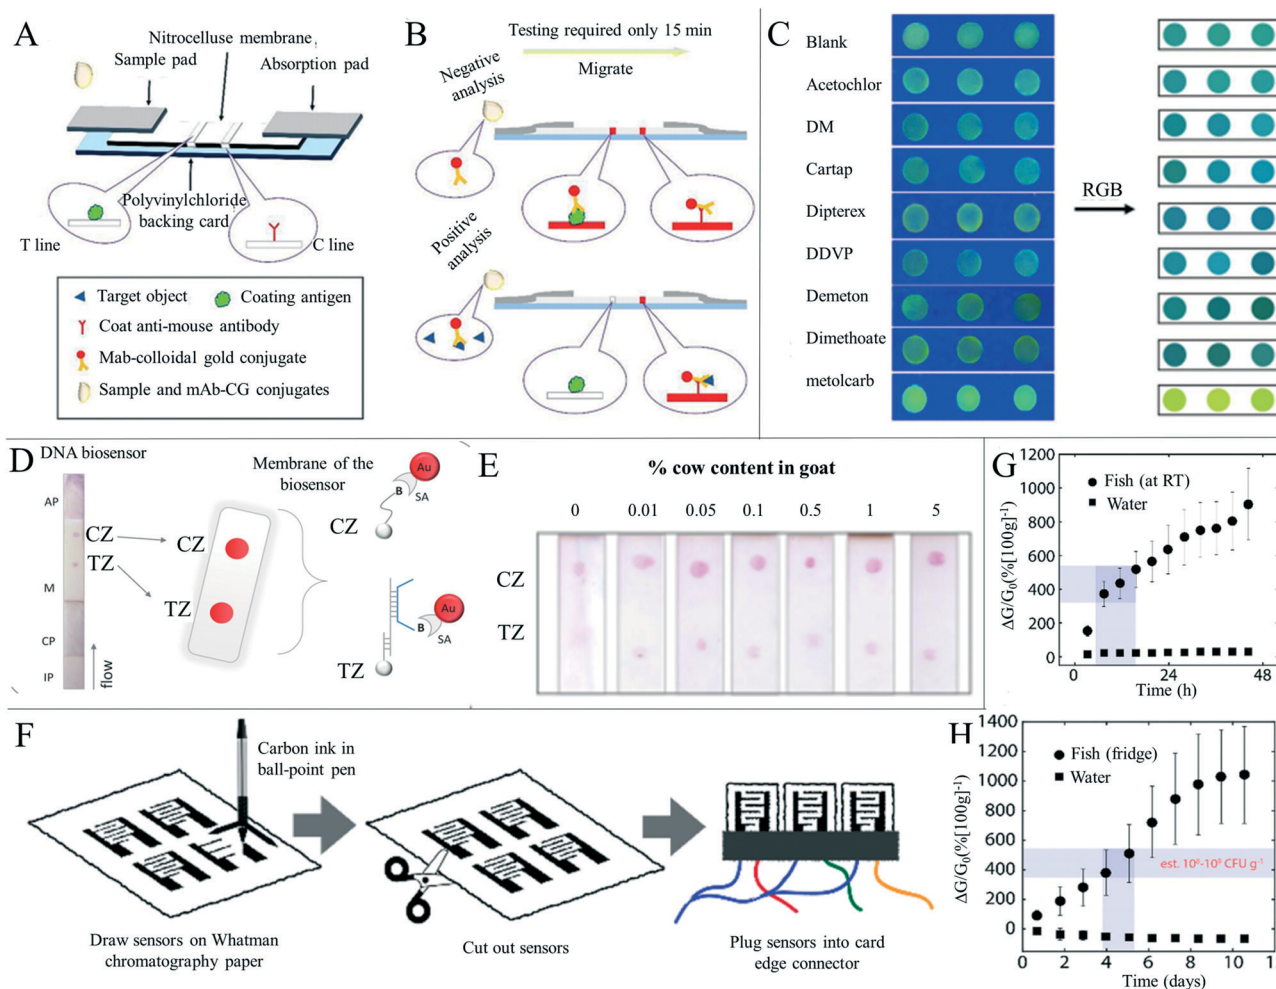 A
Nitrocelluse membrane
Sample pad
Absorption pad
Polyvinylchloride
backing card
T line
C line
Target object
Coating antigen
Coat anti-mouse antibody
Mab-colloidal gold conjugate
Sample and mAb-CG conjugates
B
Testing required only 15 min
Migrate
Negative
analysis
Positive
analysis
C
Blank
Acetochlor
DM
Cartap
Dipterex
DDVP
Demeton
Dimethoate
metolcarb
RGB
D
DNA biosensor
AP
CZ
TZ
M
CP
IP
flow
CZ
TZ
Membrane of the
biosensor
Au
B
SA
CZ
Au
B
SA
TZ
E
% cow content in goat
0 0.01 0.05 0.1 0.5 1 5
CZ
TZ
F
Carbon ink in
ball-point pen
Draw sensors on Whatman
chromatography paper
Cut out sensors
Plug sensors into card
edge connector
G
Fish (at RT)
Water
ΔG/G₀(%[100g]⁻¹)
1200
1000
800
600
400
200
0
0 24 48
Time (h)
H
Fish (fridge)
Water
est. 10⁶-10⁸ CFU g⁻¹
ΔG/G₀(%[100g]⁻¹)
1400
1200
1000
800
600
400
200
0
0 2 4 6 8 10
Time (days)